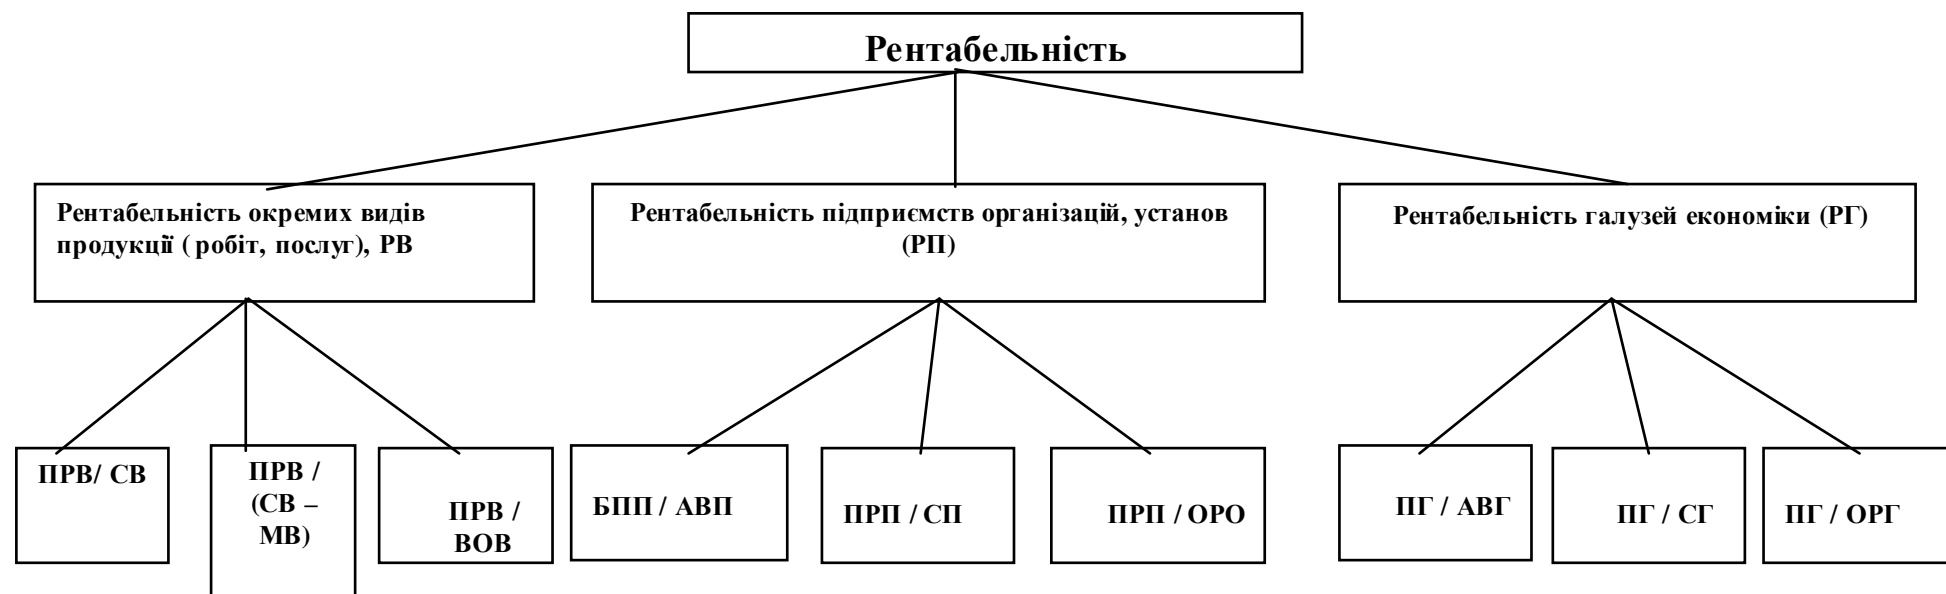 Рентабельність
Рентабельність окремих видів
продукції ( робіт, послуг), РВ
Рентабельність підприємств організацій, установ
(РП)
Рентабельність галузей економіки (РГ)
ПРВ/ СВ
ПРВ /
(СВ –
МВ)
ПРВ /
ВОВ
БПП / АВП
ПРП / СП
ПРП / ОРО
ПГ / АВГ
ПГ / СГ
ПГ / ОРГ